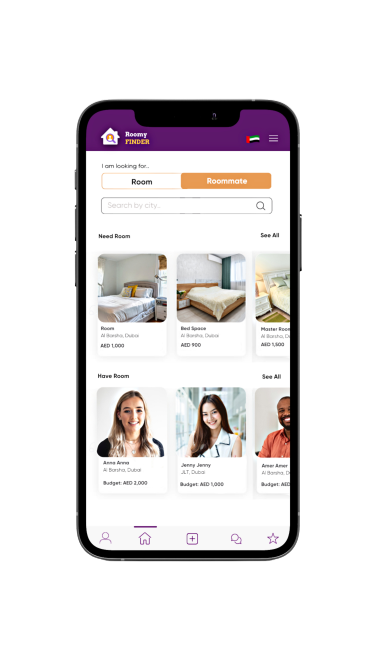 Roomy
FINDER
I am looking for..
Room
Roommate
Search by city..
Need Room
See All
Room
Al Barsha, Dubai
AED 1,000
Bed Space
Al Barsha, Dubai
AED 900
Master Room
Al Barsha, D
AED 1,500
Have Room
See All
Anna Anna
Al Barsha, Dubai
Budget: AED 2,000
Jenny Jenny
JLT, Dubai
Budget: AED 1,000
Amer Amer
Al Barsha, D
Budget: AED